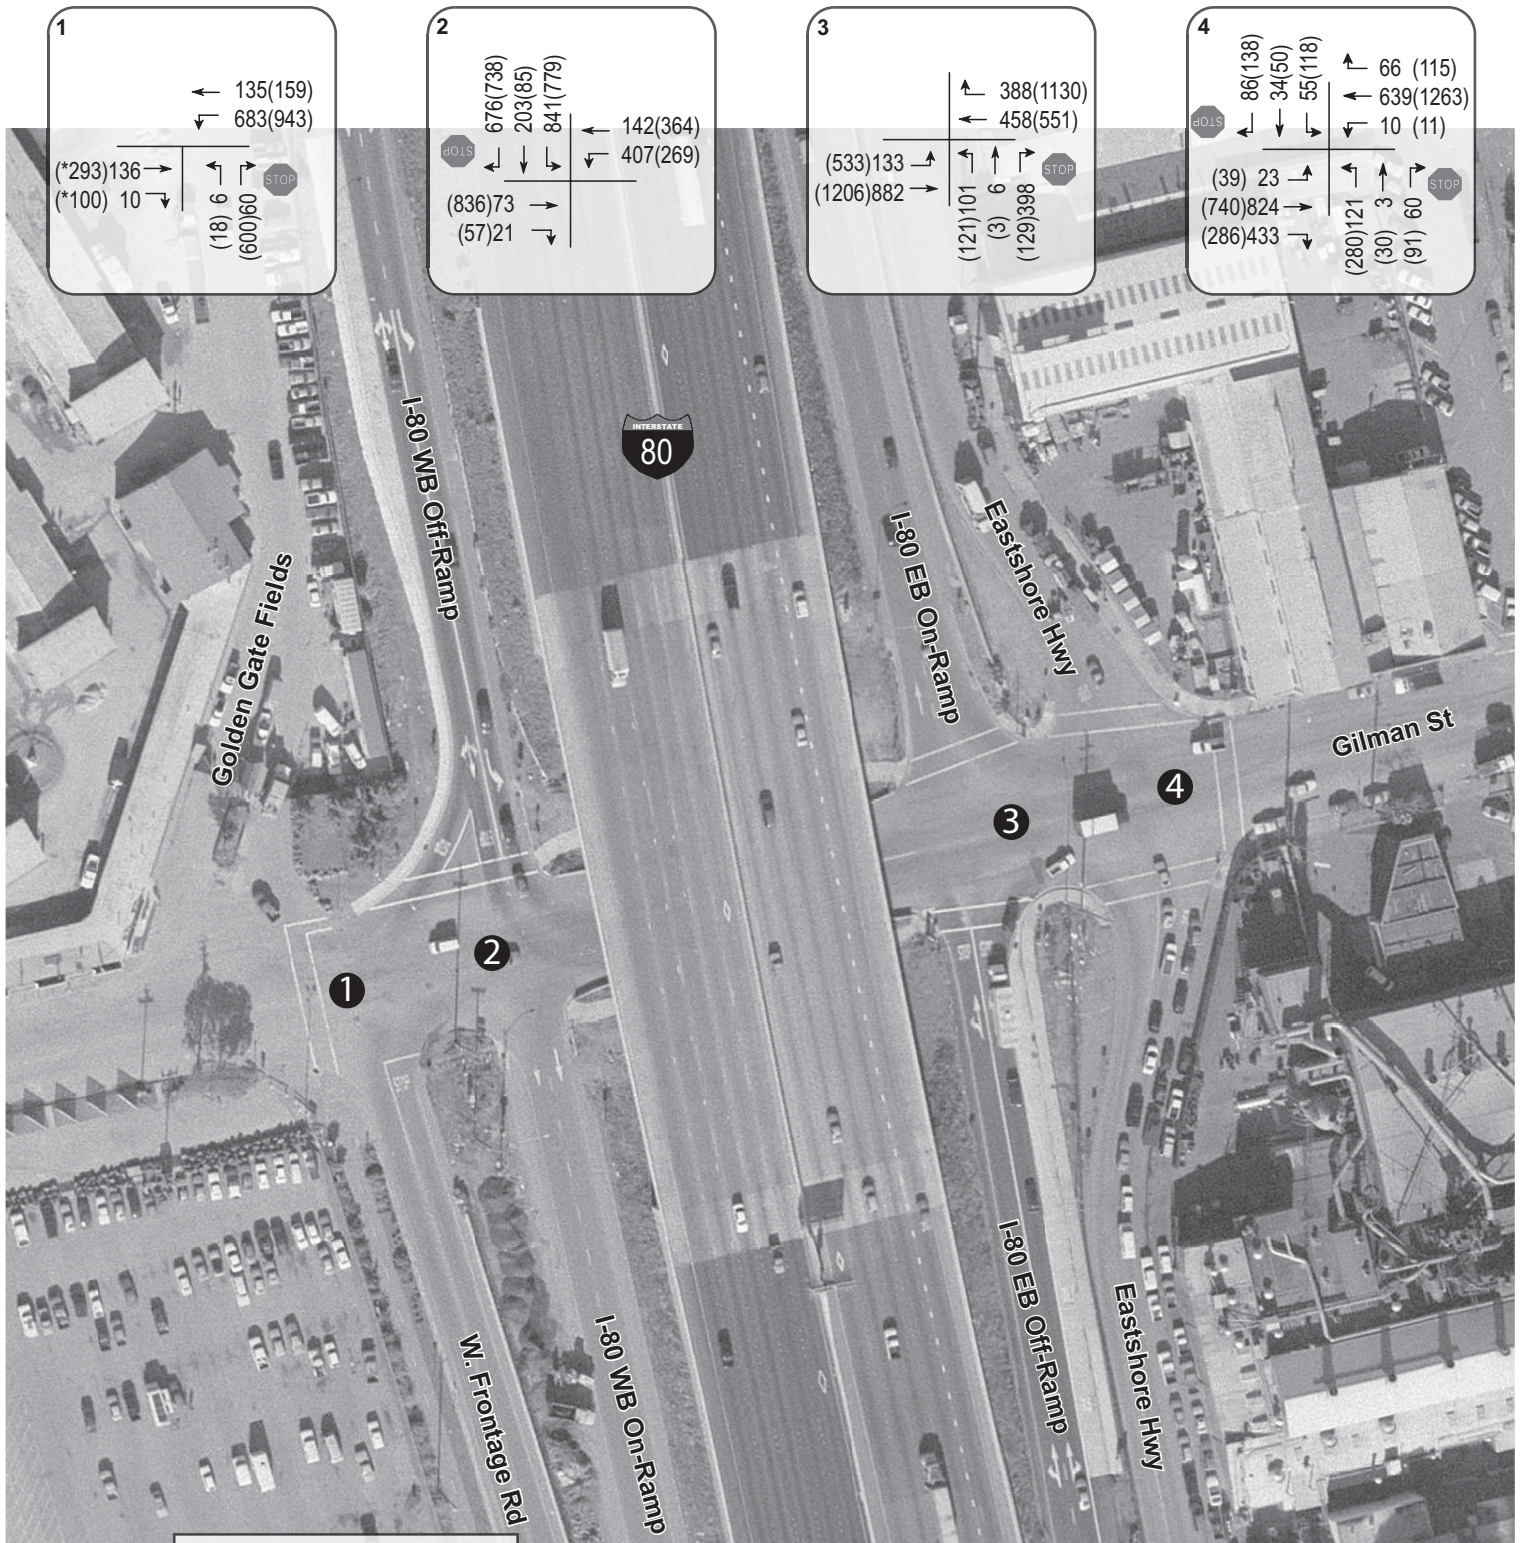 1
135(159)
683(943)
(*293)136
(*100) 10
(18) 6
(600)60
STOP
2
676(738)
203(85)
841(779)
STOP
142(364)
407(269)
(836)73
(57)21
3
388(1130)
458(551)
(533)133
(1206)882
(121)101
(3) 6
(129)398
STOP
4
86(138)
34(50)
55(118)
STOP
66 (115)
639(1263)
10 (11)
(39) 23
(740)824
(286)433
(280)121
(30) 3
(91) 60
STOP
INTERSTATE
80
I-80 WB Off-Ramp
Golden Gate Fields
I-80 EB On-Ramp
Eastshore Hwy
Gilman St
4
3
2
1
I-80 EB Off-Ramp
Eastshore Hwy
I-80 WB On-Ramp
W. Frontage Rd